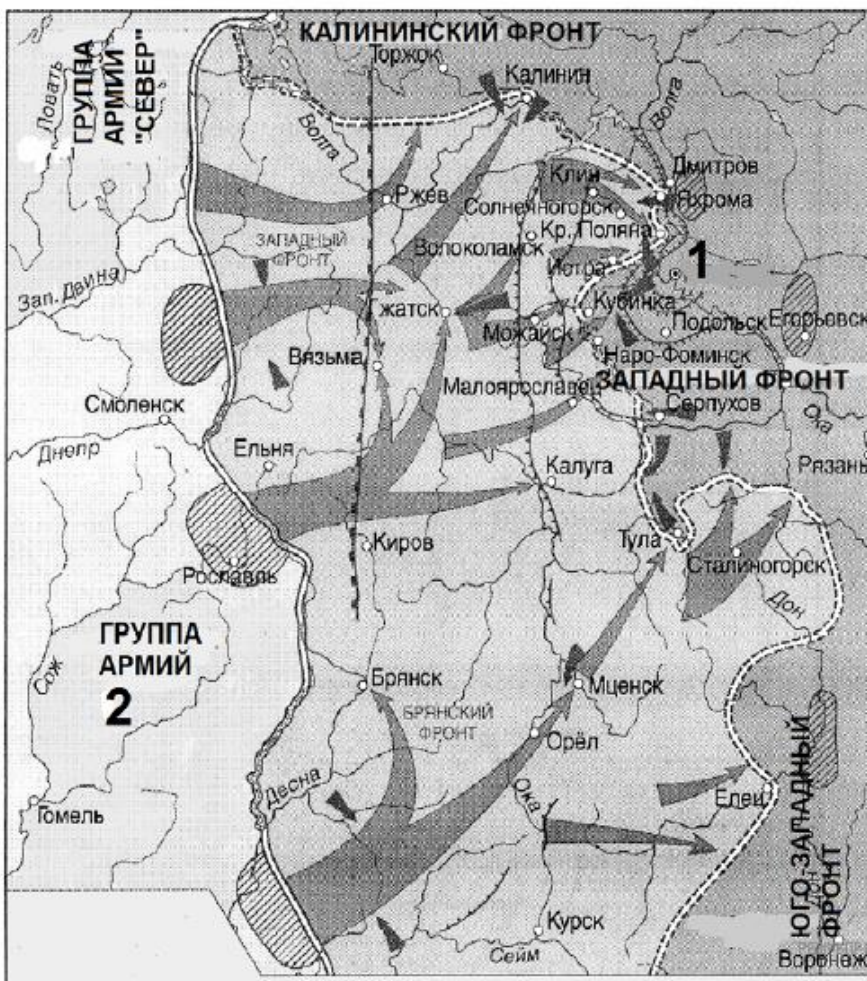 КАЛИНИНСКИЙ ФРОНТ
Торжок
Калинин
Ловать
ГРУППА
АРМИЙ
"СЕВЕР"
Волга
Волга
Дмитров
Клин
Яхрома
Ржев
Солнечногорск
Кр. Поляна
Волоколамск
ЗАПАДНЫЙ
ФРОНТ
Истра
1
Зап. Двина
Гжатск
Кубинка
Можайск
Подольск
Егорьевск
Вязьма
Наро-Фоминск
Малоярославец
ЗАПАДНЫЙ ФРОНТ
Смоленск
Серпухов
Ока
Днепр
Ельня
Калуга
Рязань
Киров
Тула
Рославль
Сталиногорск
Дон
ГРУППА
АРМИЙ
2
Сож
Брянск
Мценск
БРЯНСКИЙ
ФРОНТ
Орёл
Десна
Гомель
Ока
Елец
ЮГО-ЗАПАДНЫЙ
ФРОНТ
Дон
Курск
Сейм
Воронеж